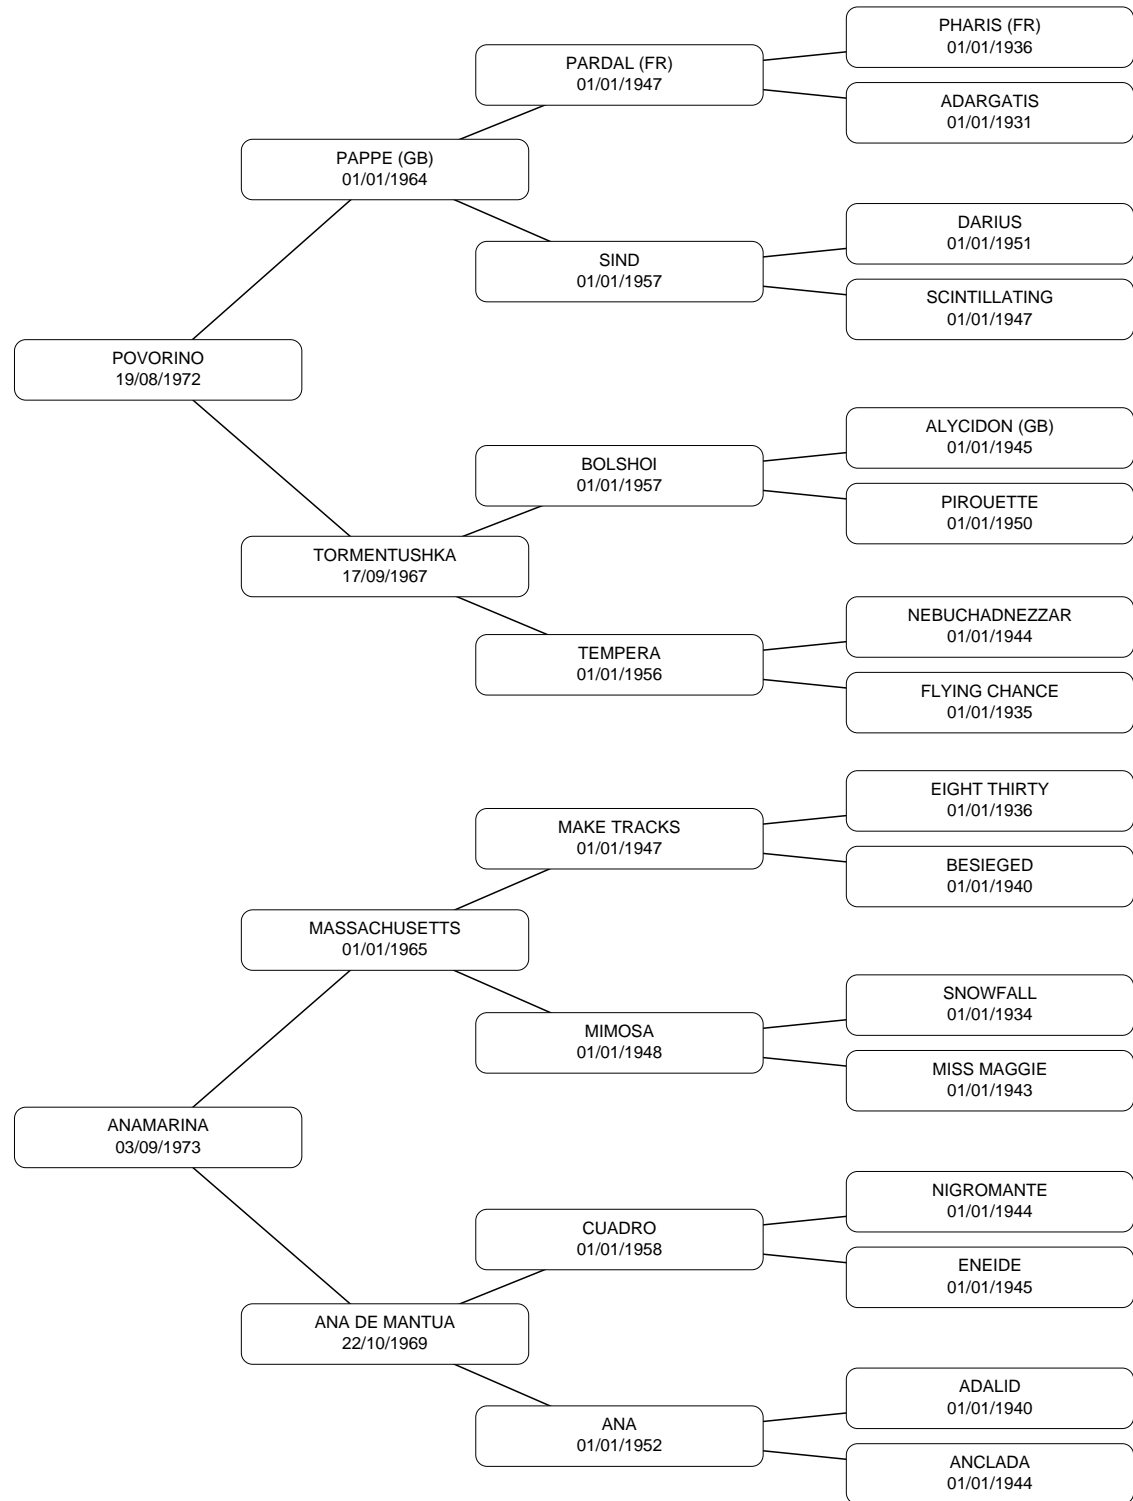 PHARIS (FR)
01/01/1936
PARDAL (FR)
01/01/1947
ADARGATIS
01/01/1931
PAPPE (GB)
01/01/1964
DARIUS
01/01/1951
SIND
01/01/1957
SCINTILLATING
01/01/1947
POVORINO
19/08/1972
ALYCIDON (GB)
01/01/1945
BOLSHOI
01/01/1957
PIROUETTE
01/01/1950
TORMENTUSHKA
17/09/1967
NEBUCHADNEZZAR
01/01/1944
TEMPERA
01/01/1956
FLYING CHANCE
01/01/1935
EIGHT THIRTY
01/01/1936
MAKE TRACKS
01/01/1947
BESIEGED
01/01/1940
MASSACHUSETTS
01/01/1965
SNOWFALL
01/01/1934
MIMOSA
01/01/1948
MISS MAGGIE
01/01/1943
ANAMARINA
03/09/1973
NIGROMANTE
01/01/1944
CUADRO
01/01/1958
ENEIDE
01/01/1945
ANA DE MANTUA
22/10/1969
ADALID
01/01/1940
ANA
01/01/1952
ANCLADA
01/01/1944